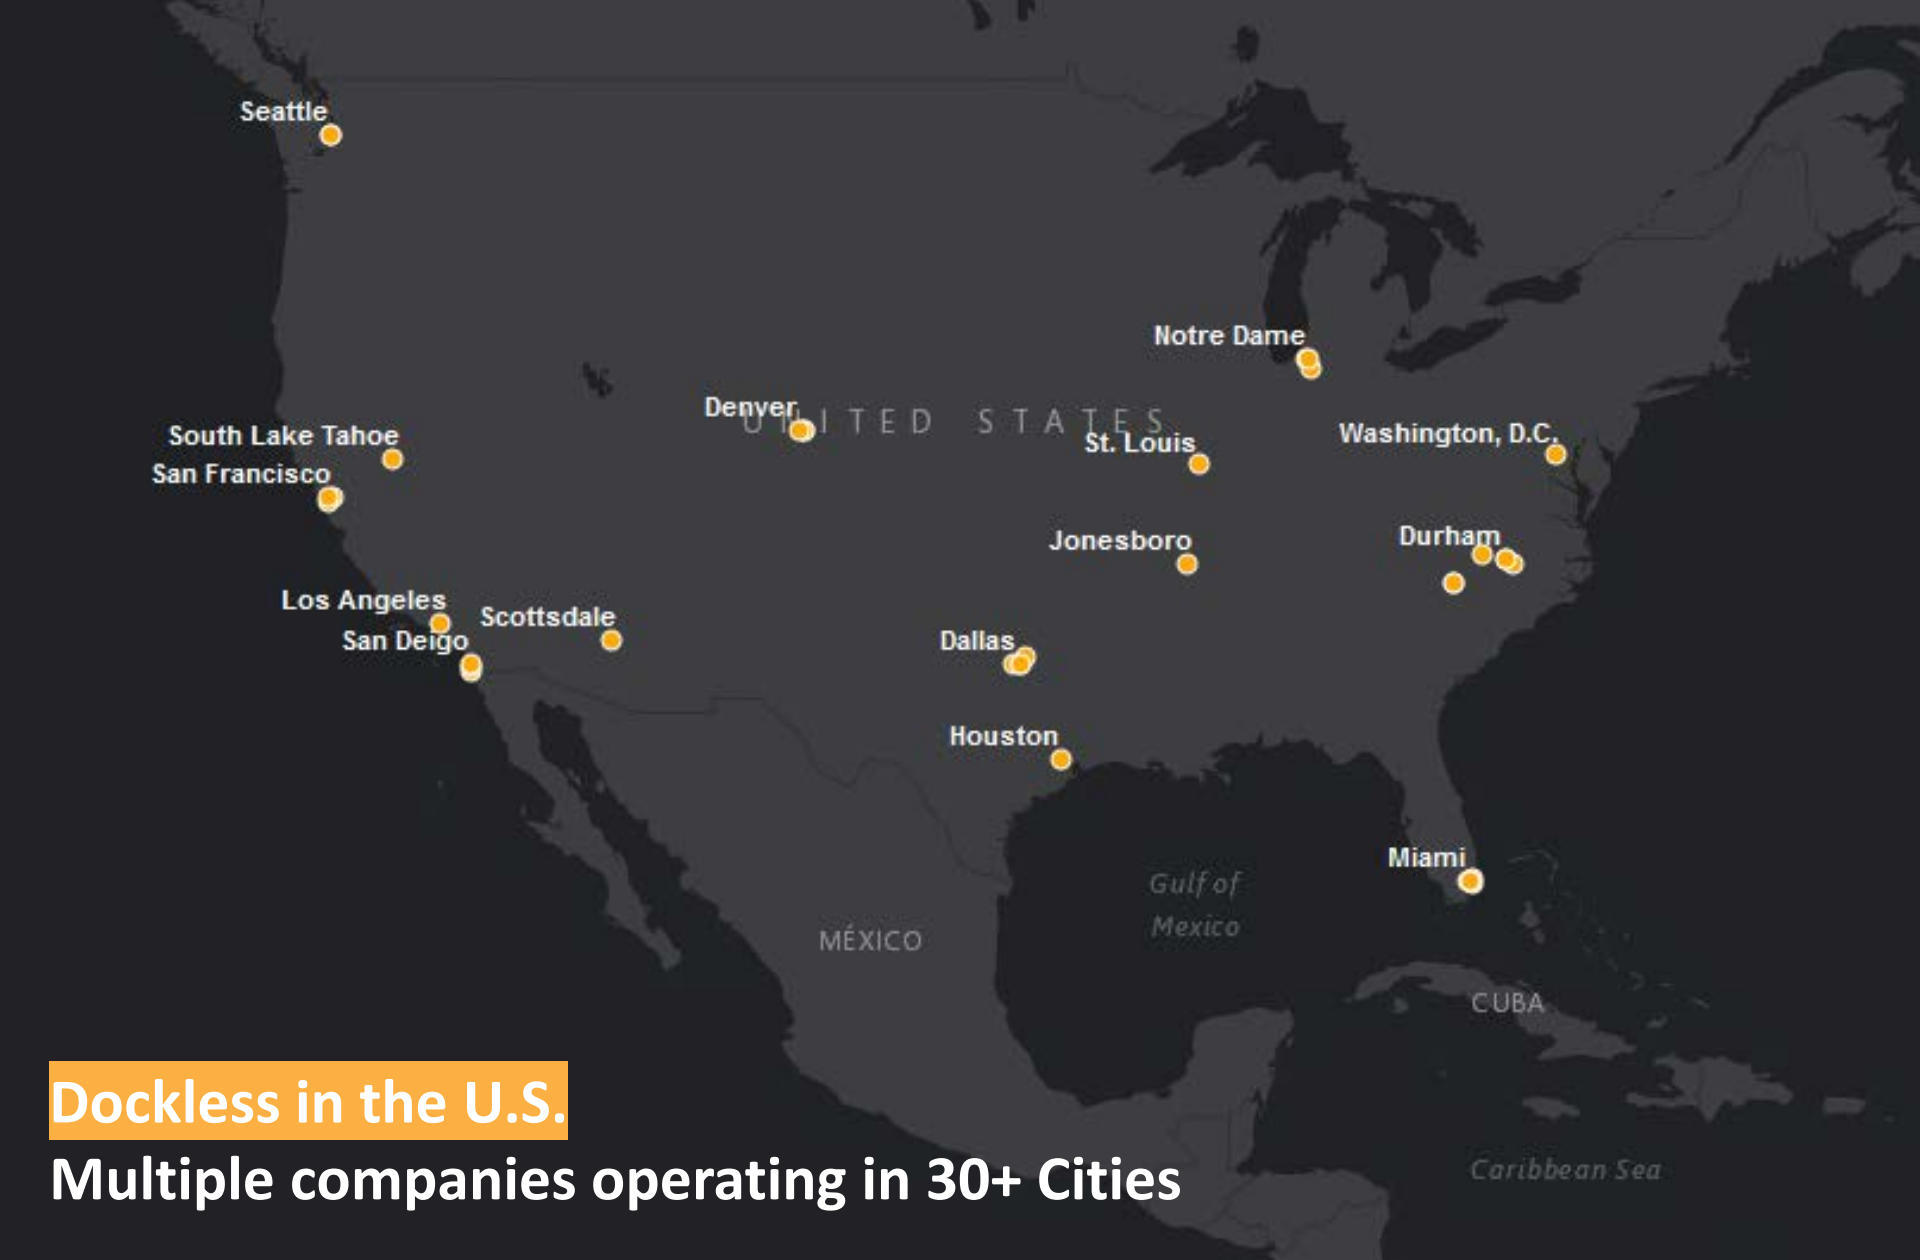 Seattle
Notre Dame
Denver
UNITED STATES
South Lake Tahoe
St. Louis
Washington, D.C.
San Francisco
Jonesboro
Durham
Los Angeles
Scottsdale
San Deigo
Dallas
Houston
Miami
Gulf of
Mexico
MÉXICO
CUBA
Dockless in the U.S.
Multiple companies operating in 30+ Cities
Caribbean Sea